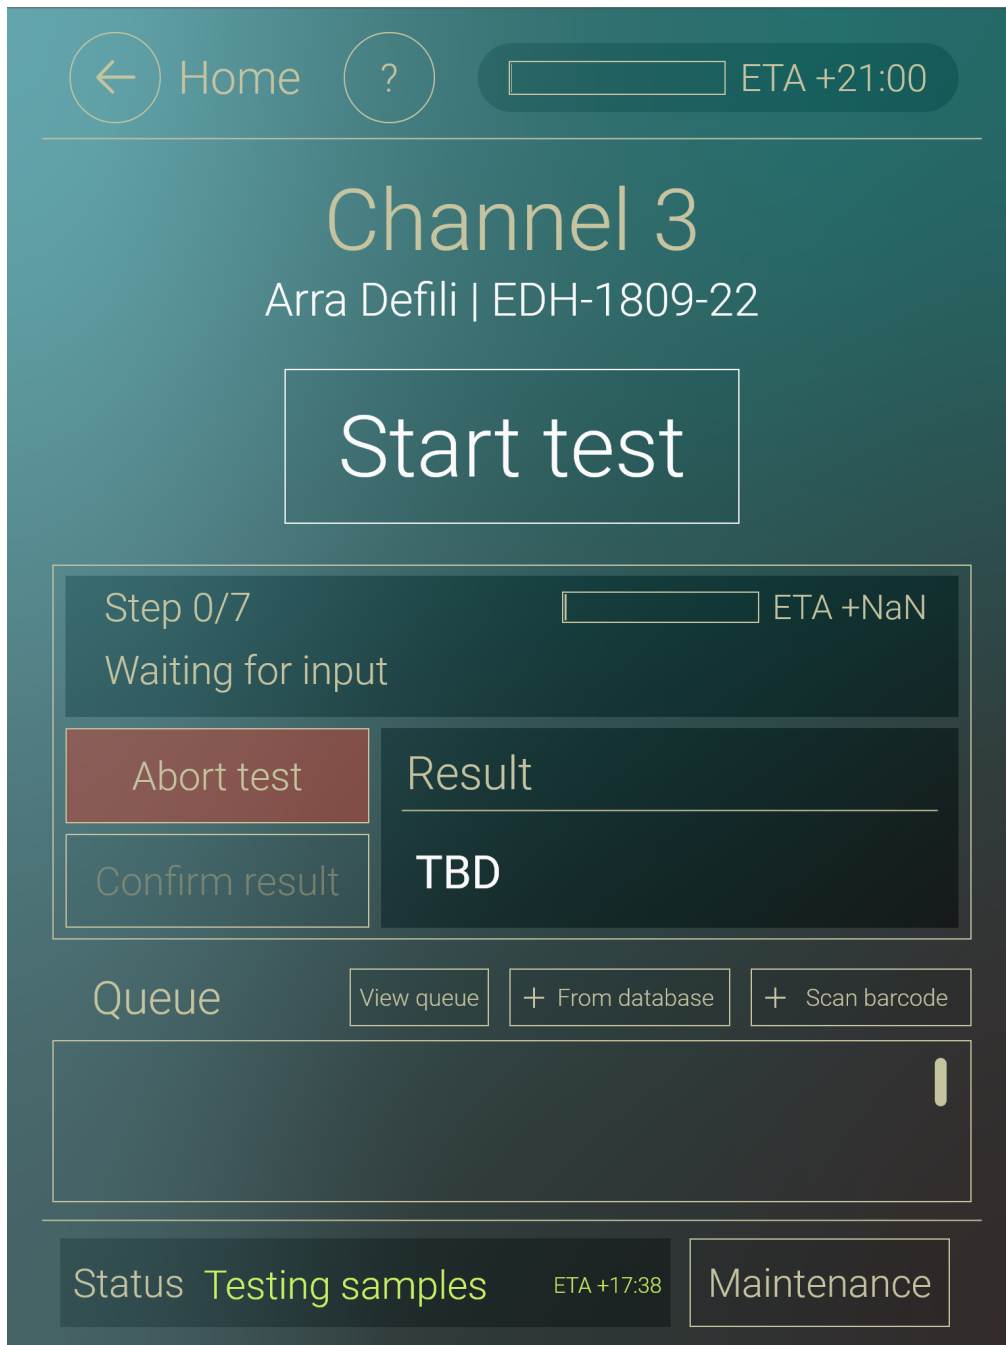 Home
?
ETA +21:00
Channel 3
Arra Defili | EDH-1809-22
Start test
Step 0/7
ETA +NaN
Waiting for input
Abort test
Confirm result
Result
TBD
Queue
View queue
+ From database
+ Scan barcode
Status Testing samples ETA +17:38
Maintenance